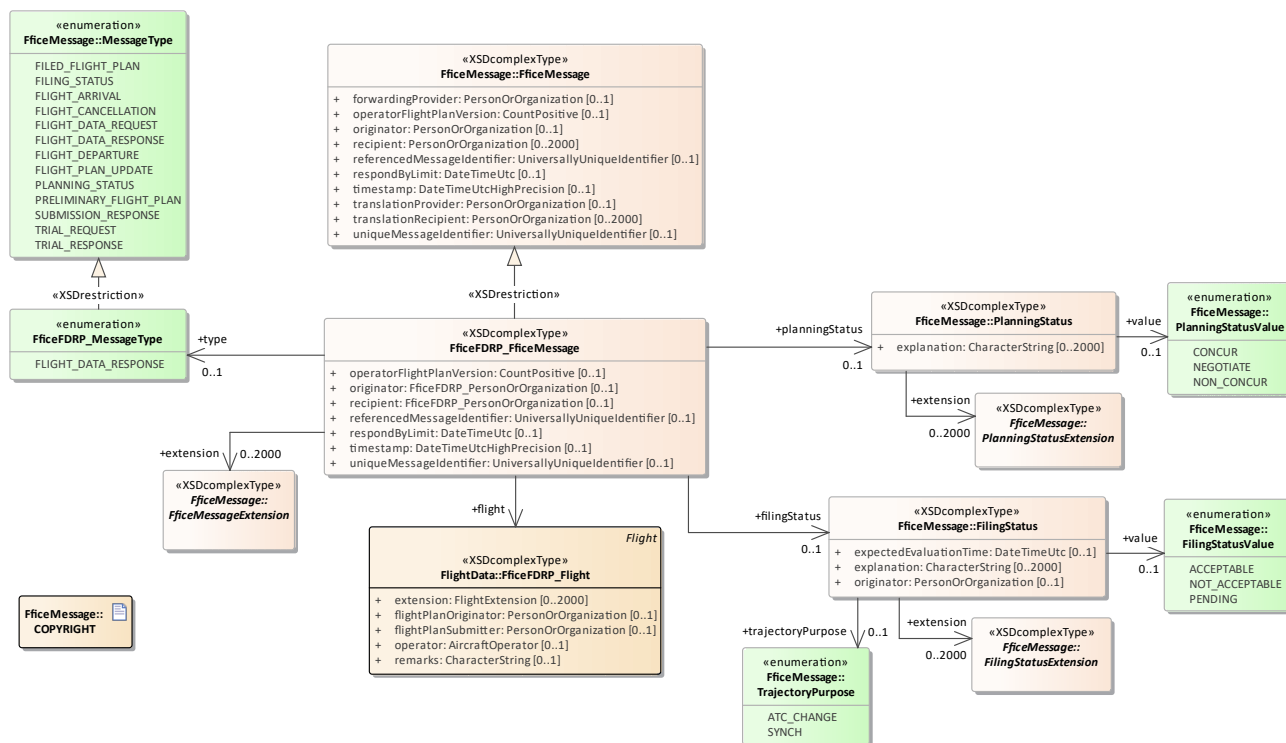 «enumeration»
FficeMessage::MessageType
FILED_FLIGHT_PLAN
FILING_STATUS
FLIGHT_ARRIVAL
FLIGHT_CANCELLATION
FLIGHT_DATA_REQUEST
FLIGHT_DATA_RESPONSE
FLIGHT_DEPARTURE
FLIGHT_PLAN_UPDATE
PLANNING_STATUS
PRELIMINARY_FLIGHT_PLAN
SUBMISSION_RESPONSE
TRIAL_REQUEST
TRIAL_RESPONSE
«XSDcomplexType»
FficeMessage::FficeMessage
+ forwardingProvider: PersonOrOrganization [0..1]
+ operatorFlightPlanVersion: CountPositive [0..1]
+ originator: PersonOrOrganization [0..1]
+ recipient: PersonOrOrganization [0..2000]
+ referencedMessageIdentifier: UniversallyUniqueIdentifier [0..1]
+ respondByLimit: DateTimeUtc [0..1]
+ timestamp: DateTimeUtcHighPrecision [0..1]
+ translationProvider: PersonOrOrganization [0..1]
+ translationRecipient: PersonOrOrganization [0..2000]
+ uniqueMessageIdentifier: UniversallyUniqueIdentifier [0..1]
«XSDrestriction»
«XSDrestriction»
«enumeration»
FficeFDRP_MessageType
FLIGHT_DATA_RESPONSE
+type
0..1
«XSDcomplexType»
FficeFDRP_FficeMessage
+ operatorFlightPlanVersion: CountPositive [0..1]
+ originator: FficeFDRP_PersonOrOrganization [0..1]
+ recipient: FficeFDRP_PersonOrOrganization [0..1]
+ referencedMessageIdentifier: UniversallyUniqueIdentifier [0..1]
+ respondByLimit: DateTimeUtc [0..1]
+ timestamp: DateTimeUtcHighPrecision [0..1]
+ uniqueMessageIdentifier: UniversallyUniqueIdentifier [0..1]
+planningStatus
0..1
«XSDcomplexType»
FficeMessage::PlanningStatus
+ explanation: CharacterString [0..2000]
+value
0..1
«enumeration»
FficeMessage::
PlanningStatusValue
CONCUR
NEGOTIATE
NON_CONCUR
+extension
0..2000
«XSDcomplexType»
FficeMessage::
PlanningStatusExtension
+extension
0..2000
«XSDcomplexType»
FficeMessage::
FficeMessageExtension
+flight
Flight
«XSDcomplexType»
FlightData::FficeFDRP_Flight
+ extension: FlightExtension [0..2000]
+ flightPlanOriginator: PersonOrOrganization [0..1]
+ flightPlanSubmitter: PersonOrOrganization [0..1]
+ operator: AircraftOperator [0..1]
+ remarks: CharacterString [0..1]
+filingStatus
0..1
«XSDcomplexType»
FficeMessage::FilingStatus
+ expectedEvaluationTime: DateTimeUtc [0..1]
+ explanation: CharacterString [0..2000]
+ originator: PersonOrOrganization [0..1]
+value
0..1
«enumeration»
FficeMessage::
FilingStatusValue
ACCEPTABLE
NOT_ACCEPTABLE
PENDING
+extension
0..2000
«XSDcomplexType»
FficeMessage::
FilingStatusExtension
+trajectoryPurpose
0..1
«enumeration»
FficeMessage::
TrajectoryPurpose
ATC_CHANGE
SYNCH
FficeMessage::
COPYRIGHT